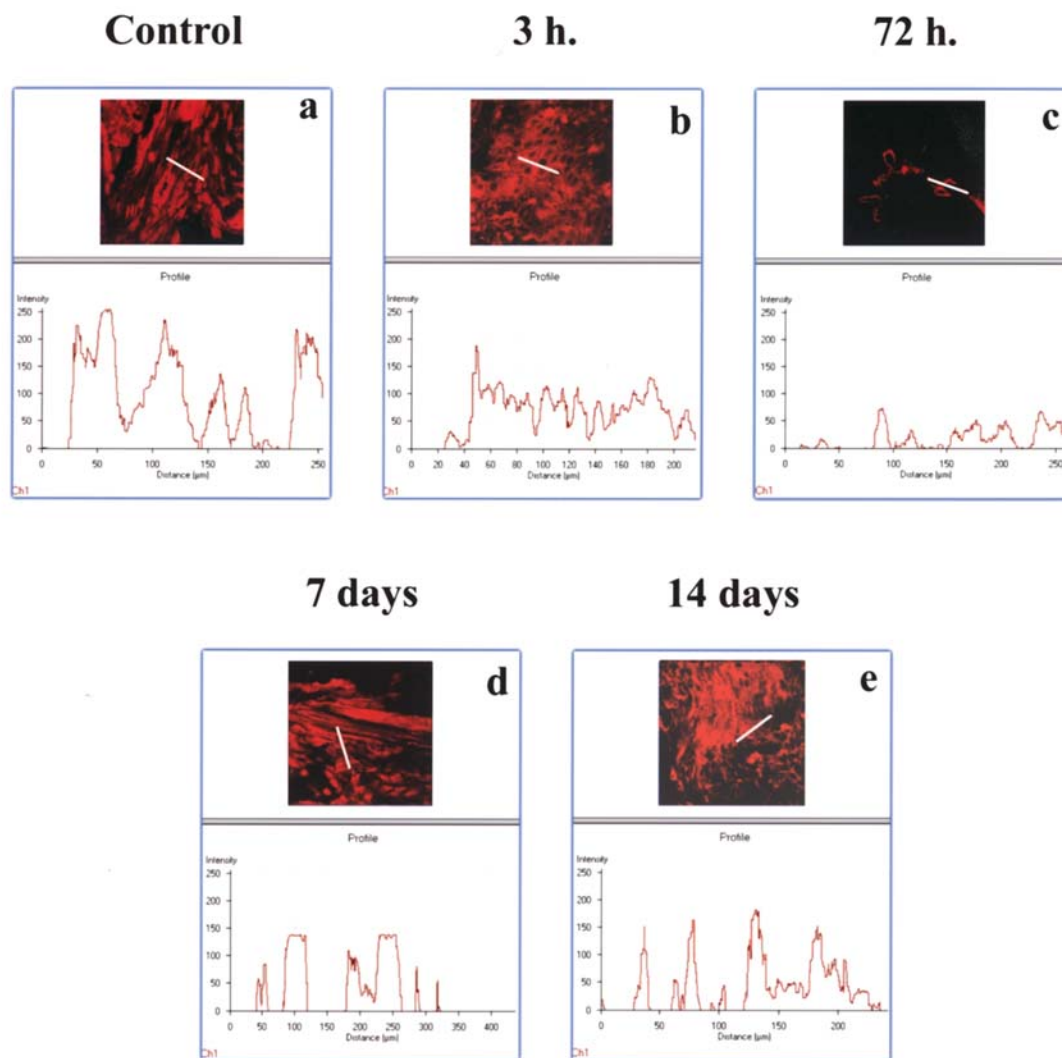 Control
3 h.
72 h.
a
b
c
Profile
Profile
Profile
Intensity
250
200
150
100
50
0
0 50 100 150 200 250
Distance [µm]
Ch1
Intensity
250
200
150
100
50
0
0 20 40 60 80 100 120 140 160 180 200
Distance [µm]
Ch1
Intensity
250
200
150
100
50
0
0 50 100 150 200 250
Distance [µm]
Ch1
7 days
14 days
d
e
Profile
Profile
Intensity
250
200
150
100
50
0
0 50 100 150 200 250 300 350 400
Distance [µm]
Ch1
Intensity
250
200
150
100
50
0
0 50 100 150 200
Distance [µm]
Ch1